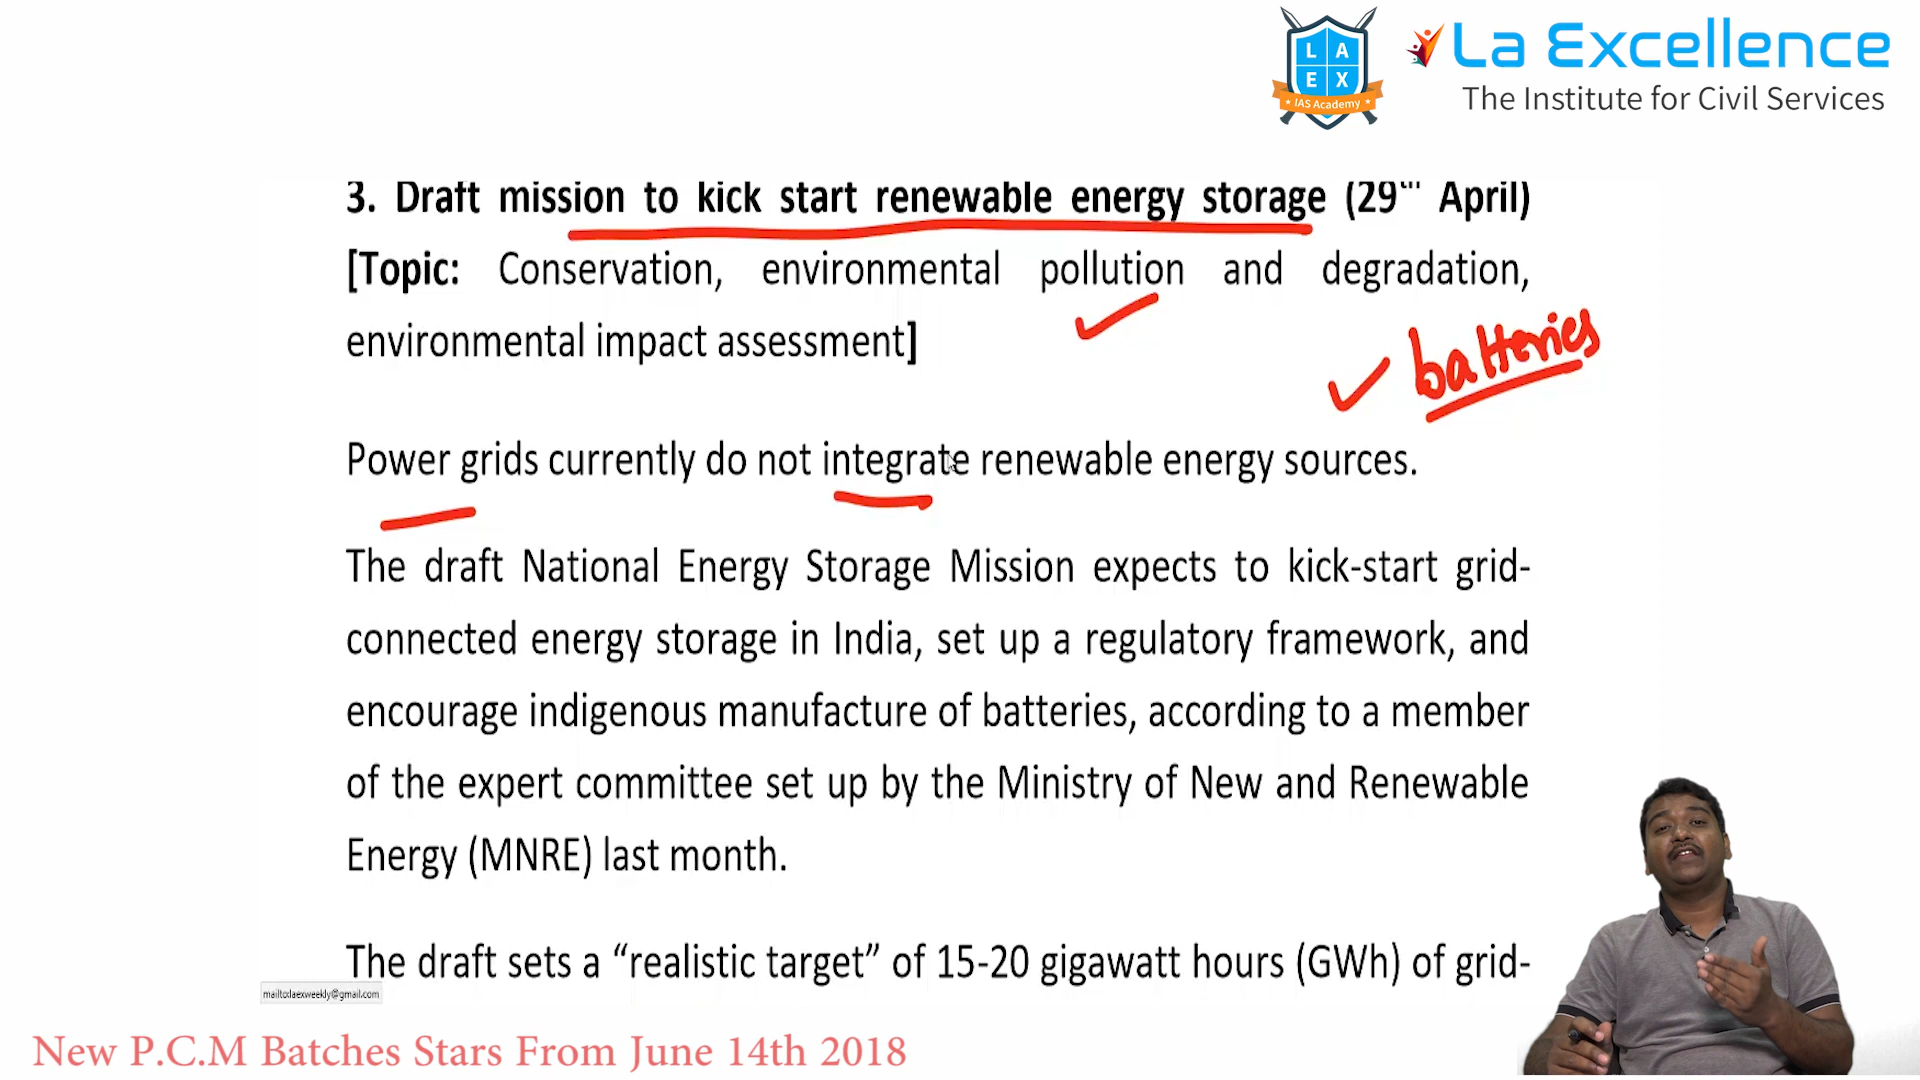 L A
E X
IAS Academy
La Excellence
The Institute for Civil Services
3. Draft mission to kick start renewable energy storage (29th April)
[Topic: Conservation, environmental pollution and degradation,
environmental impact assessment]
batteries
Power grids currently do not integrate renewable energy sources.
The draft National Energy Storage Mission expects to kick-start grid-
connected energy storage in India, set up a regulatory framework, and
encourage indigenous manufacture of batteries, according to a member
of the expert committee set up by the Ministry of New and Renewable
Energy (MNRE) last month.
The draft sets a “realistic target” of 15-20 gigawatt hours (GWh) of grid-
mailto:laexweekly@gmail.com
New P.C.M Batches Stars From June 14th 2018